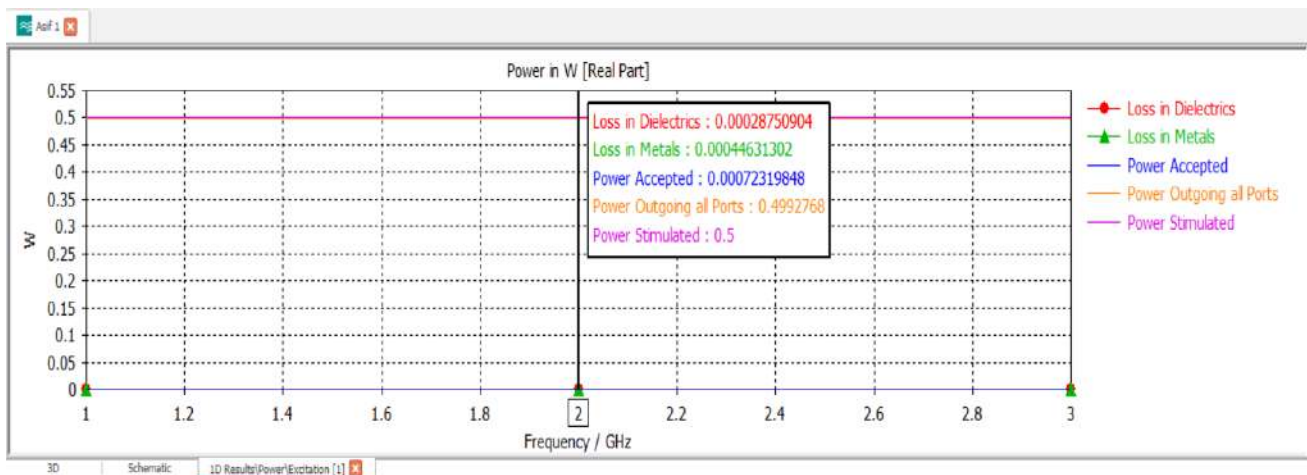 Asif 1
Power in W [Real Part]
0.55
0.5
0.45
0.4
0.35
0.3
0.25
0.2
0.15
0.1
0.05
0
W
Loss in Dielectrics : 0.00028750904
Loss in Metals : 0.00044631302
Power Accepted : 0.00072319848
Power Outgoing all Ports : 0.4992768
Power Stimulated : 0.5
Loss in Dielectrics
Loss in Metals
Power Accepted
Power Outgoing all Ports
Power Stimulated
1 1.2 1.4 1.6 1.8 2 2.2 2.4 2.6 2.8 3
Frequency / GHz
3D Schematic 1D Results\Power\Excitation [1]